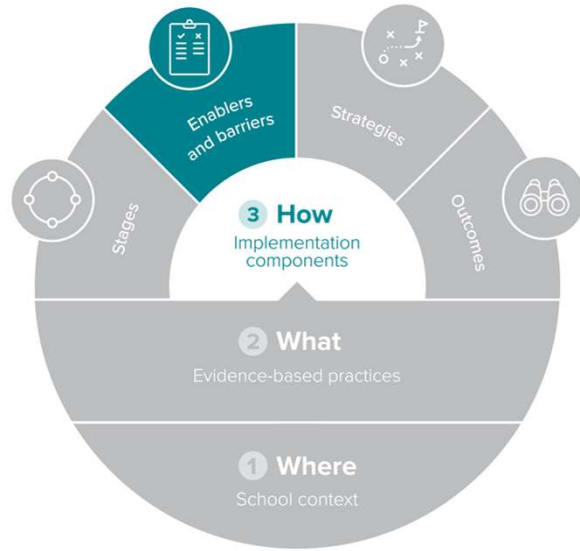 Enablers
and barriers
Strategies
Stages
Outcomes
3 How
Implementation
components
2 What
Evidence-based practices
1 Where
School context